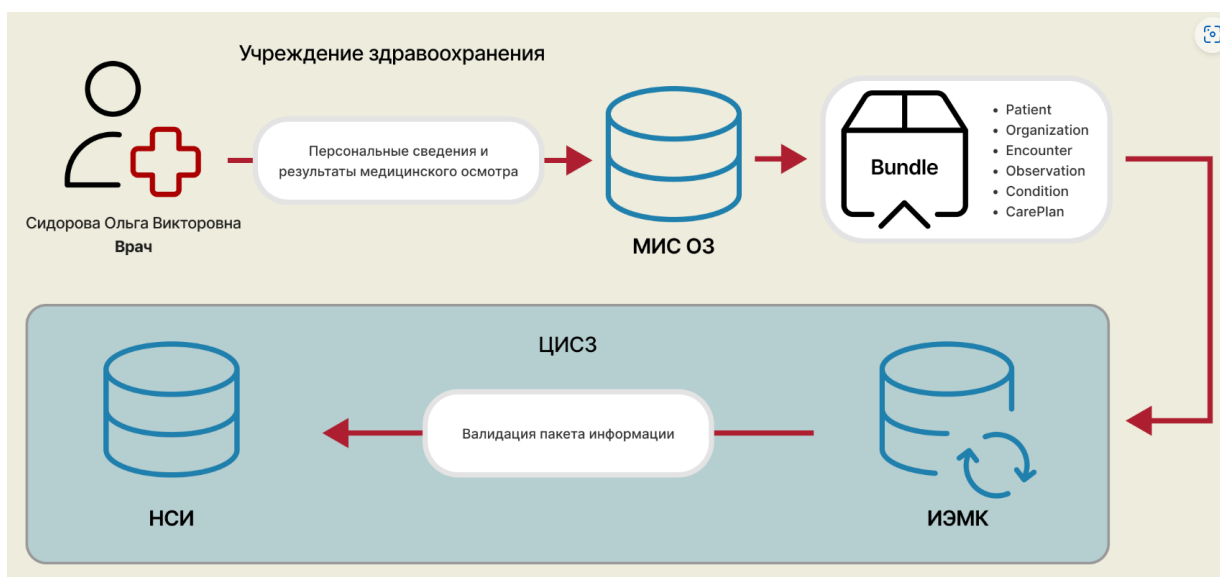 Учреждение здравоохранения
Персональные сведения и
результаты медицинского осмотра
Сидорова Ольга Викторовна
Врач
МИС ОЗ
Bundle
• Patient
• Organization
• Encounter
• Observation
• Condition
• CarePlan
ЦИСЗ
Валидация пакета информации
НСИ
ИЭМК